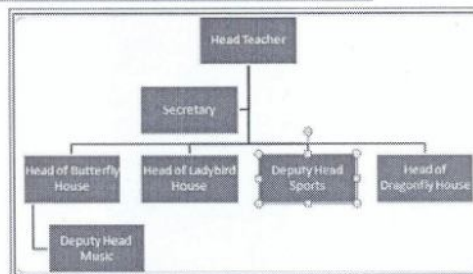 Head Teacher
Secretary
Head of Butterfly
House
Head of Ladybird
House
Deputy Head
Sports
Head of
Dragonfly House
Deputy Head
Music